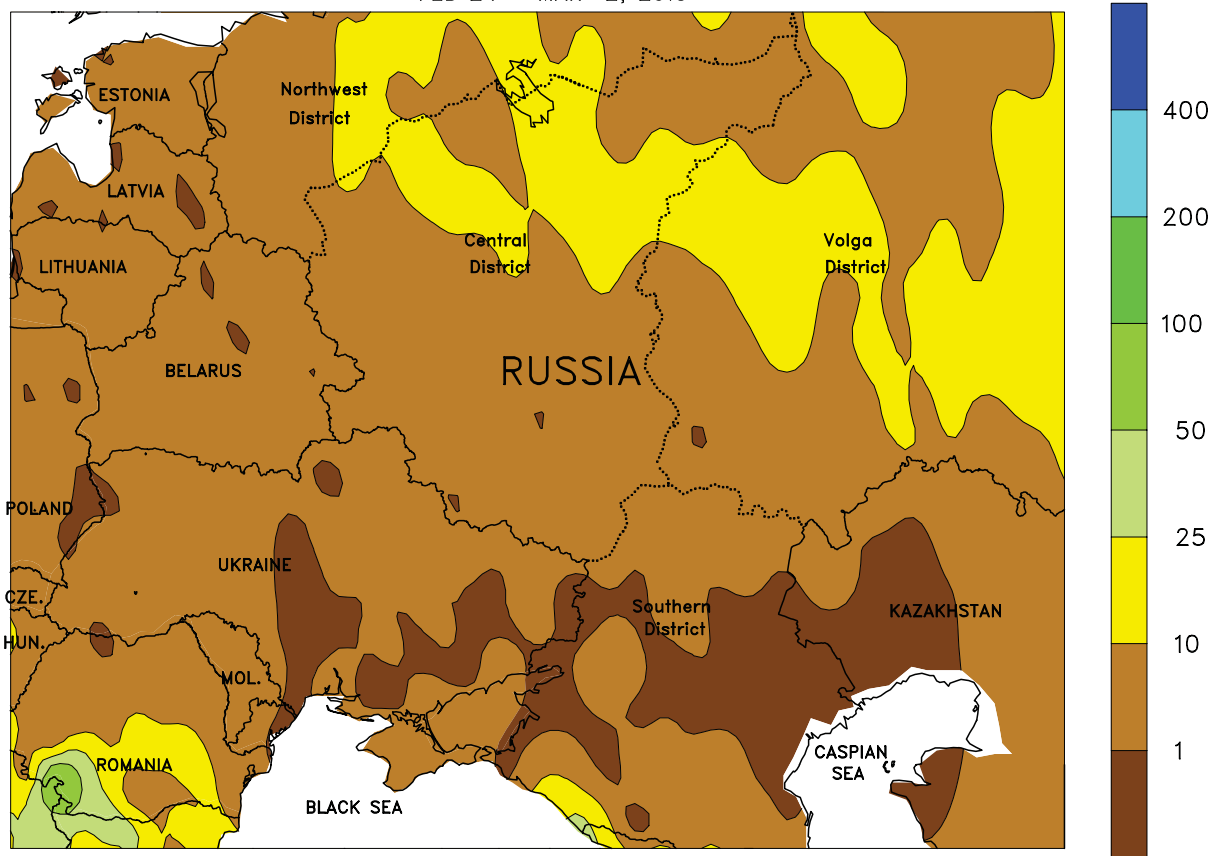 400
Northwest
ESTONIA
District
200
LATVIA
Central
Volga
LITHUANIA
District
District
100
RUSSIA
BELARUS
50
POLAND
25
UKRAINE
CZE.
Southern
KAZAKHSTAN
District
HUN.
10
MOL.
1
CASPIAN
ROMANIA
SEA
BLACK SEA